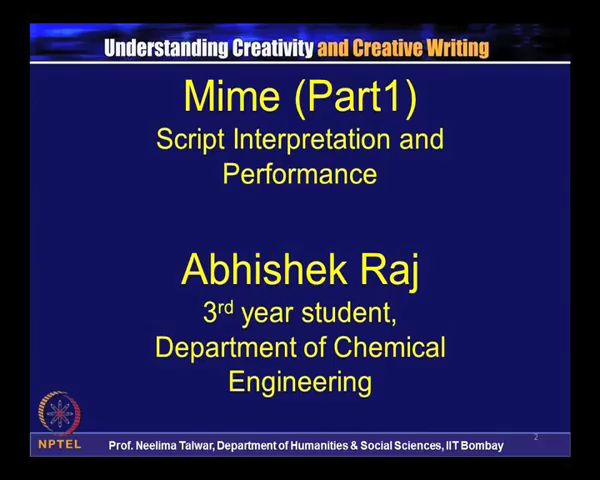 Understanding Creativity and Creative Writing
Mime (Part1)
Script Interpretation and
Performance
Abhishek Raj
3rd year student,
Department of Chemical
Engineering
NPTEL
Prof. Neelima Talwar, Department of Humanities & Social Sciences, IIT Bombay
2